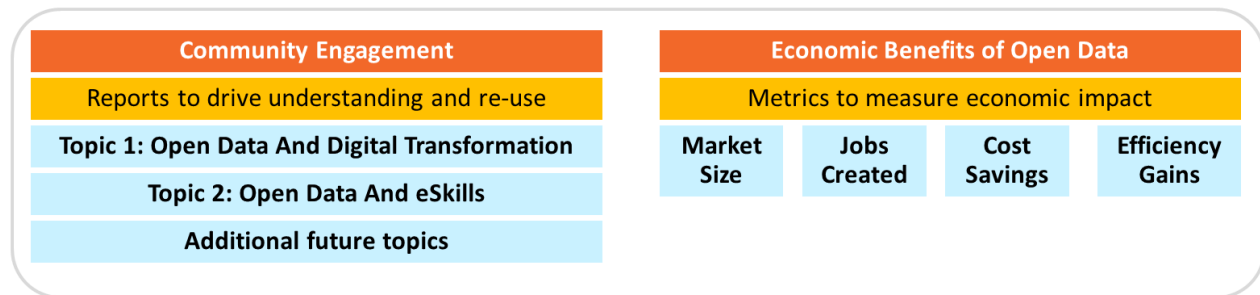 Community Engagement
Reports to drive understanding and re-use
Topic 1: Open Data And Digital Transformation
Topic 2: Open Data And eSkills
Additional future topics
Economic Benefits of Open Data
Metrics to measure economic impact
Market
Size
Jobs
Created
Cost
Savings
Efficiency
Gains